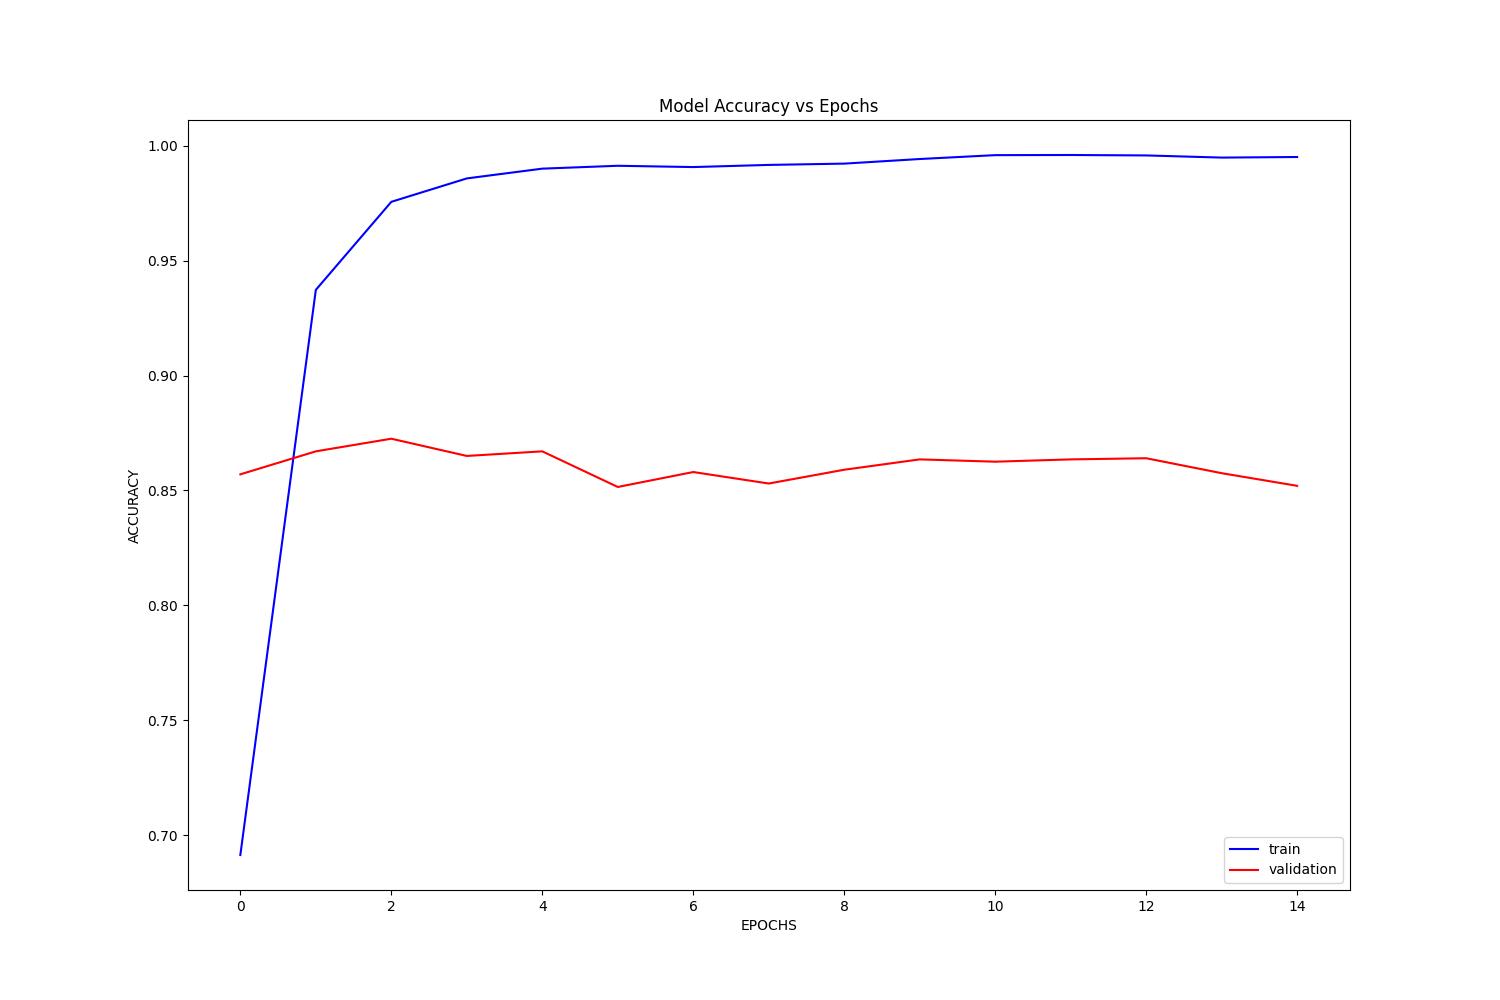 Model Accuracy vs Epochs
ACCURACY
1.00
0.95
0.90
0.85
0.80
0.75
0.70
0 2 4 6 8 10 12 14
EPOCHS
train
validation